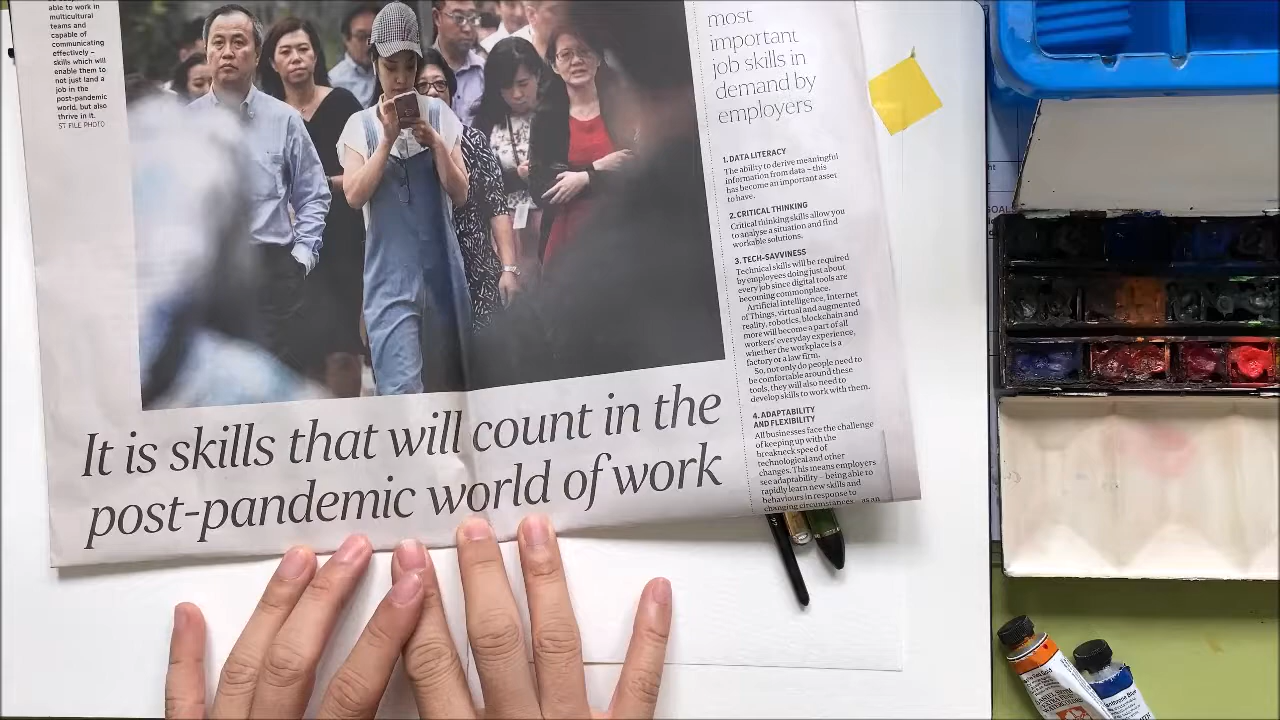 able to work in
multicultural
teams and
capable of
communicating
effectively –
skills which will
enable them to
not just land a
job in the
post-pandemic
world, but also
thrive in it.
ST FILE PHOTO
It is skills that will count in the
post-pandemic world of work
most
important
job skills in
demand by
employers
1. DATA LITERACY
The ability to derive meaningful
information from data – this
has become an important asset
to have.
CRITICAL THINKING
Critical thinking skills allow you
to analyse a situation and find
workable solutions.
3. TECH-SAVVINESS
Technical skills will be required
by employees doing just about
every job since digital tools are
becoming commonplace.
Artificial intelligence, Internet
of Things, virtual and augmented
reality, robotics, blockchain and
more will become a part of all
workers' everyday experience,
whether the workplace is a
factory or a law firm.
So, not only do people need to
be comfortable around these
tools, they will also need to
develop skills to work with them.
4. ADAPTABILITY
AND FLEXIBILITY
All businesses face the challenge
of keeping up with the
breakneck speed of
technological and other
changes. This means employers
see adaptability – being able to
rapidly learn new skills and
behaviours in response to
changing circumstances – as an